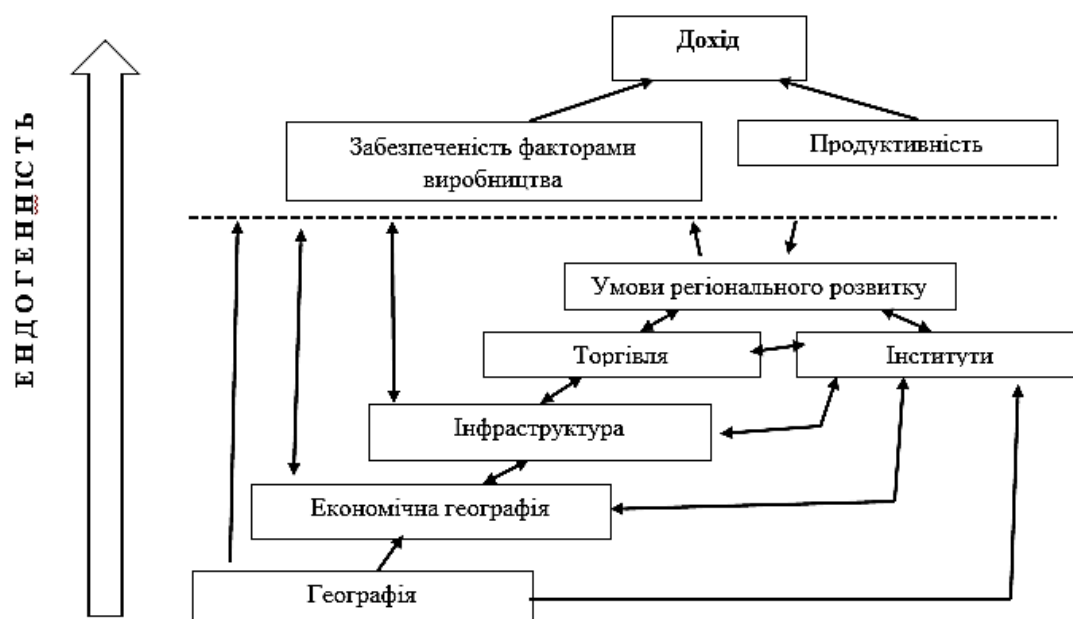 Дохід
ЕНДОГЕННІСТЬ
Забезпеченість факторами
виробництва
Продуктивність
Умови регіонального розвитку
Торгівля
Інститути
Інфраструктура
Економічна географія
Географія